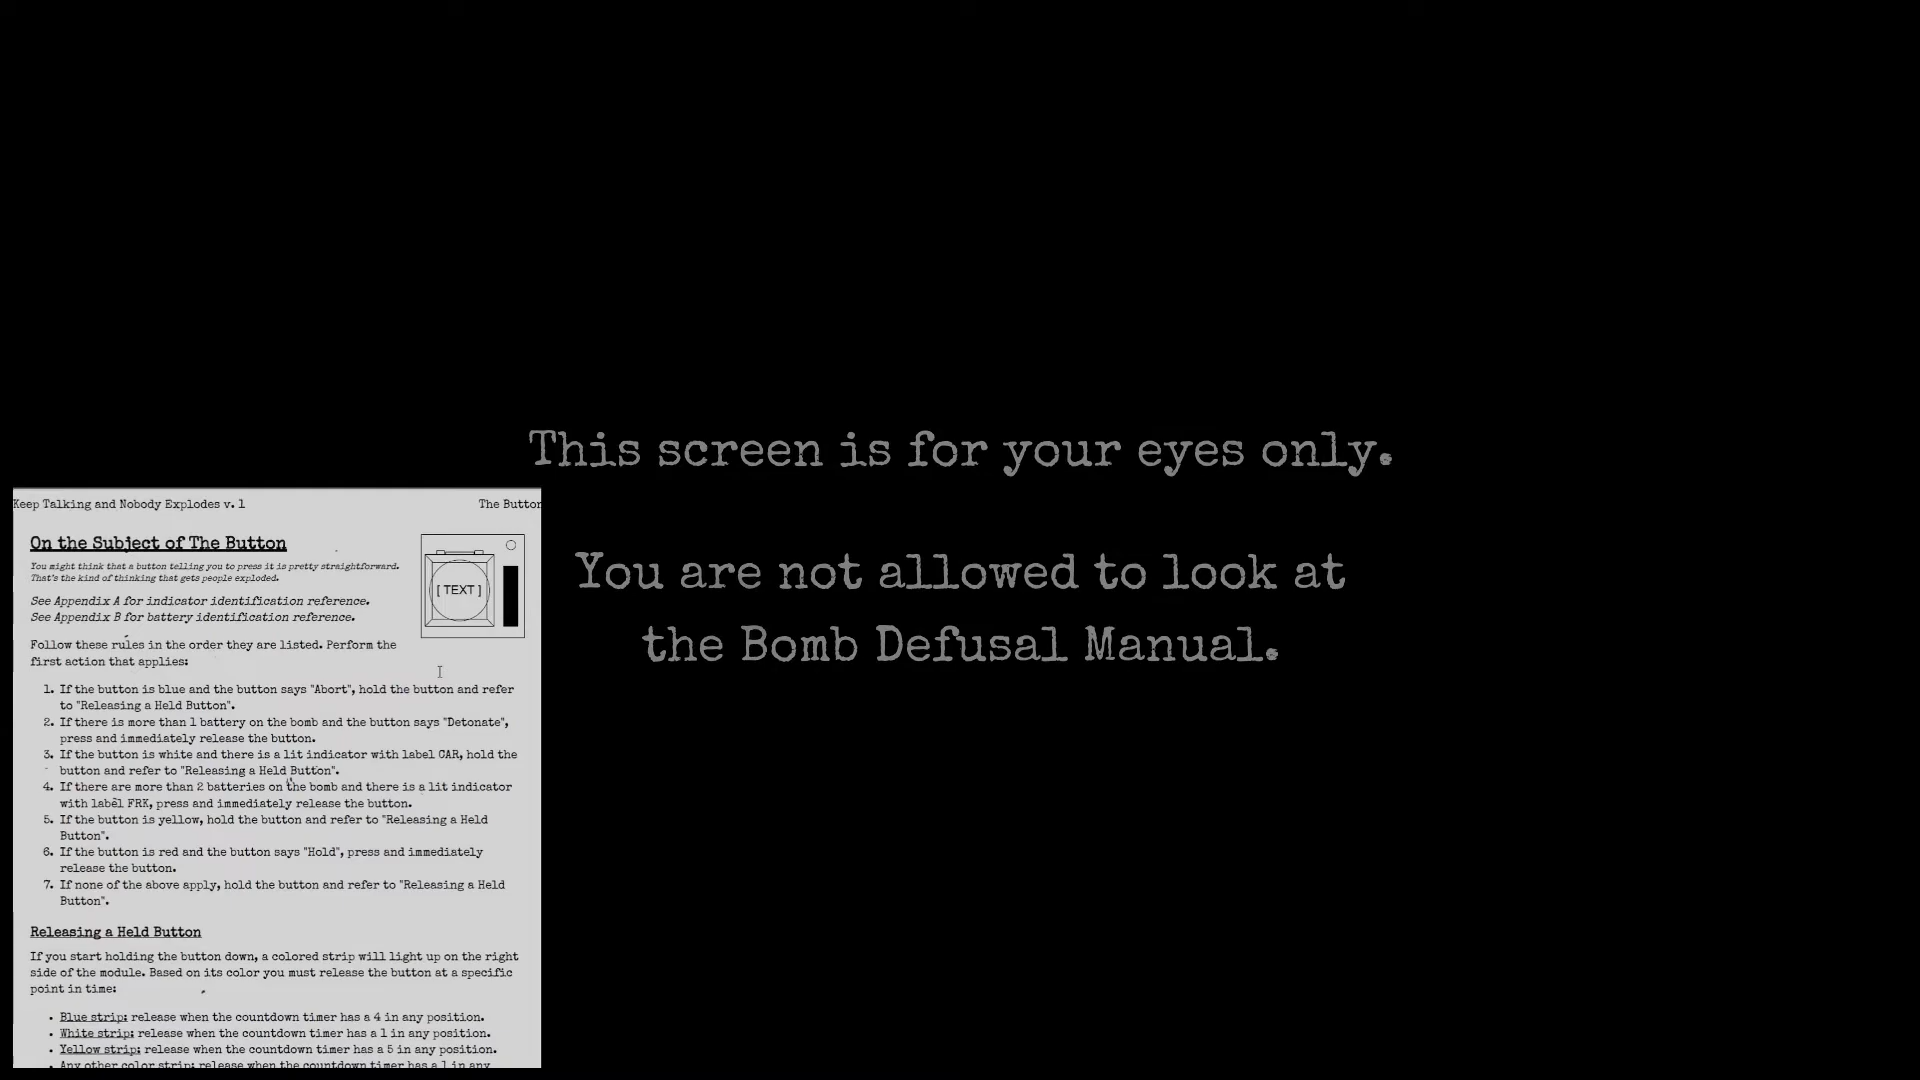 This screen is for your eyes only.
You are not allowed to look at
the Bomb Defusal Manual.
Keep Talking and Nobody Explodes v. 1
The Button
On the Subject of The Button
You might think that a button telling you to press it is pretty straightforward.
That's the kind of thinking that gets people exploded.
See Appendix A for indicator identification reference.
See Appendix B for battery identification reference.
[ TEXT ]
Follow these rules in the order they are listed. Perform the
first action that applies:
1. If the button is blue and the button says "Abort", hold the button and refer
to "Releasing a Held Button".
2. If there is more than 1 battery on the bomb and the button says "Detonate",
press and immediately release the button.
3. If the button is white and there is a lit indicator with label CAR, hold the
button and refer to "Releasing a Held Button".
4. If there are more than 2 batteries on the bomb and there is a lit indicator
with label FRK, press and immediately release the button.
5. If the button is yellow, hold the button and refer to "Releasing a Held
Button".
6. If the button is red and the button says "Hold", press and immediately
release the button.
7. If none of the above apply, hold the button and refer to "Releasing a Held
Button".
Releasing a Held Button
If you start holding the button down, a colored strip will light up on the right
side of the module. Based on its color you must release the button at a specific
point in time:
• Blue strip: release when the countdown timer has a 4 in any position.
• White strip: release when the countdown timer has a 1 in any position.
• Yellow strip: release when the countdown timer has a 5 in any position.
• Any other color strip: release when the countdown timer has a 1 in any